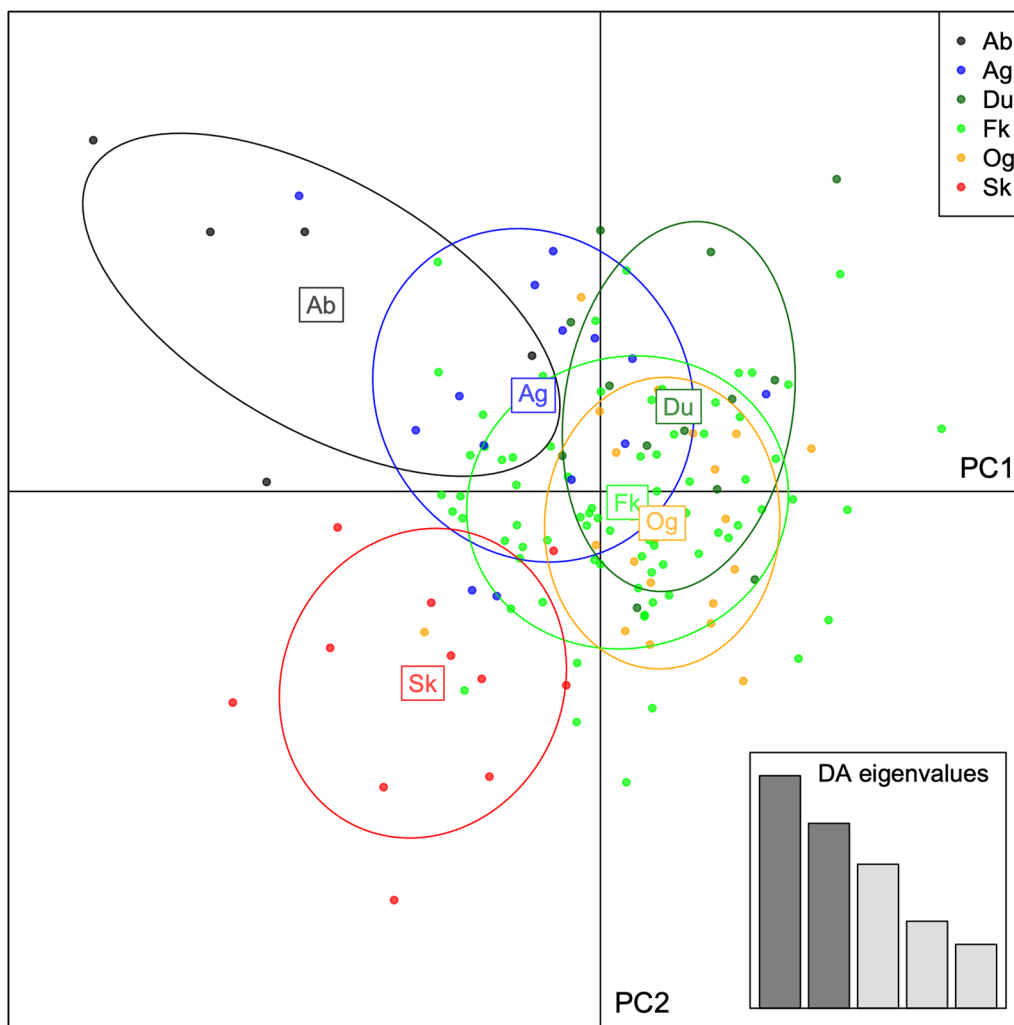 Ab
Ag
Du
Fk
Og
Sk
Ab
Ag
Du
PC1
Fk
Og
Sk
DA eigenvalues
PC2